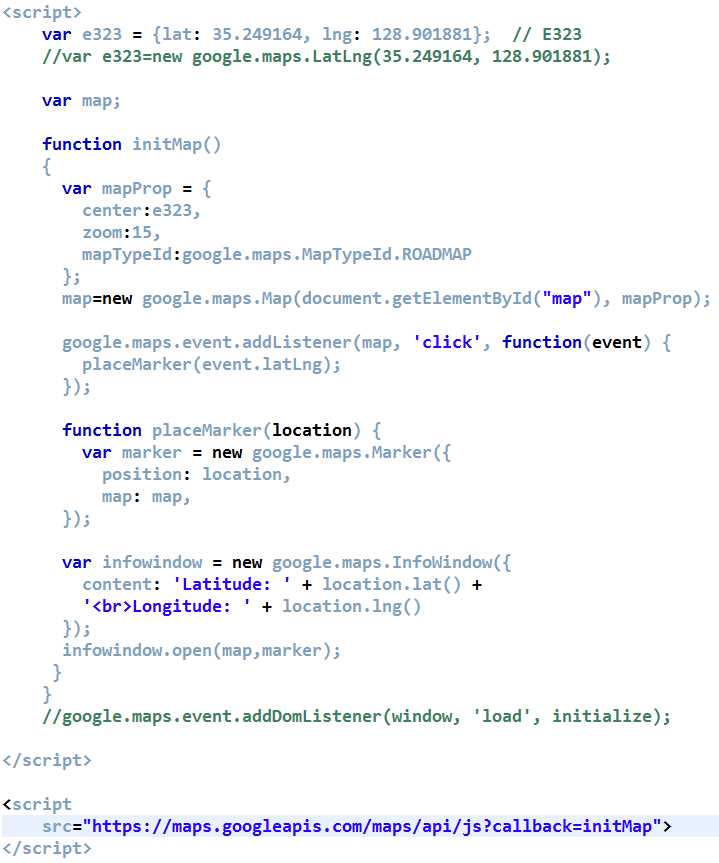 <script>
    var e323 = {lat: 35.249164, lng: 128.901881};  // E323
    //var e323=new google.maps.LatLng(35.249164, 128.901881);

    var map;

    function initMap()
    {
      var mapProp = {
        center:e323,
        zoom:15,
        mapTypeId:google.maps.MapTypeId.ROADMAP
      };
      map=new google.maps.Map(document.getElementById("map"), mapProp);

      google.maps.event.addListener(map, 'click', function(event) {
        placeMarker(event.latLng);
      });

      function placeMarker(location) {
        var marker = new google.maps.Marker({
          position: location,
          map: map,
      });

      var infowindow = new google.maps.InfoWindow({
        content: 'Latitude: ' + location.lat() +
        '<br>Longitude: ' + location.lng()
      });
      infowindow.open(map,marker);
     }
    }
    //google.maps.event.addDomListener(window, 'load', initialize);

</script>

<script
    src="https://maps.googleapis.com/maps/api/js?callback=initMap">
</script>